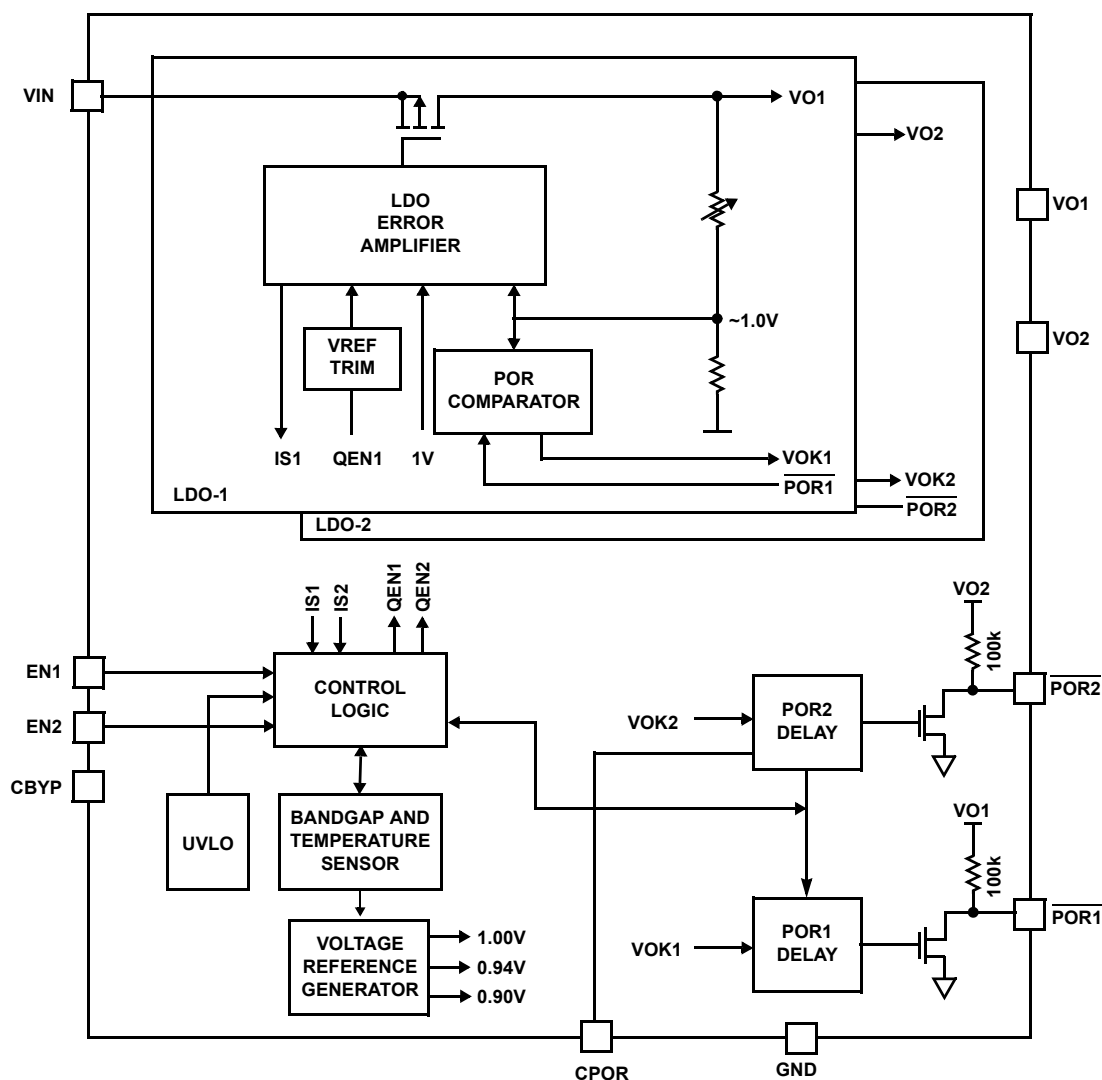 VIN
VO1
VO2
LDO
ERROR
AMPLIFIER
VO1
~1.0V
VO2
VREF
TRIM
POR
COMPARATOR
IS1
QEN1
1V
VOK1
POR1
VOK2
POR2
LDO-1
LDO-2
IS1
IS2
QEN1
QEN2
VO2
100k
EN1
CONTROL
LOGIC
POR2
EN2
VOK2
POR2
DELAY
CBYP
UVLO
BANDGAP AND
TEMPERATURE
SENSOR
VO1
100k
POR1
VOLTAGE
REFERENCE
GENERATOR
1.00V
0.94V
0.90V
VOK1
POR1
DELAY
CPOR
GND